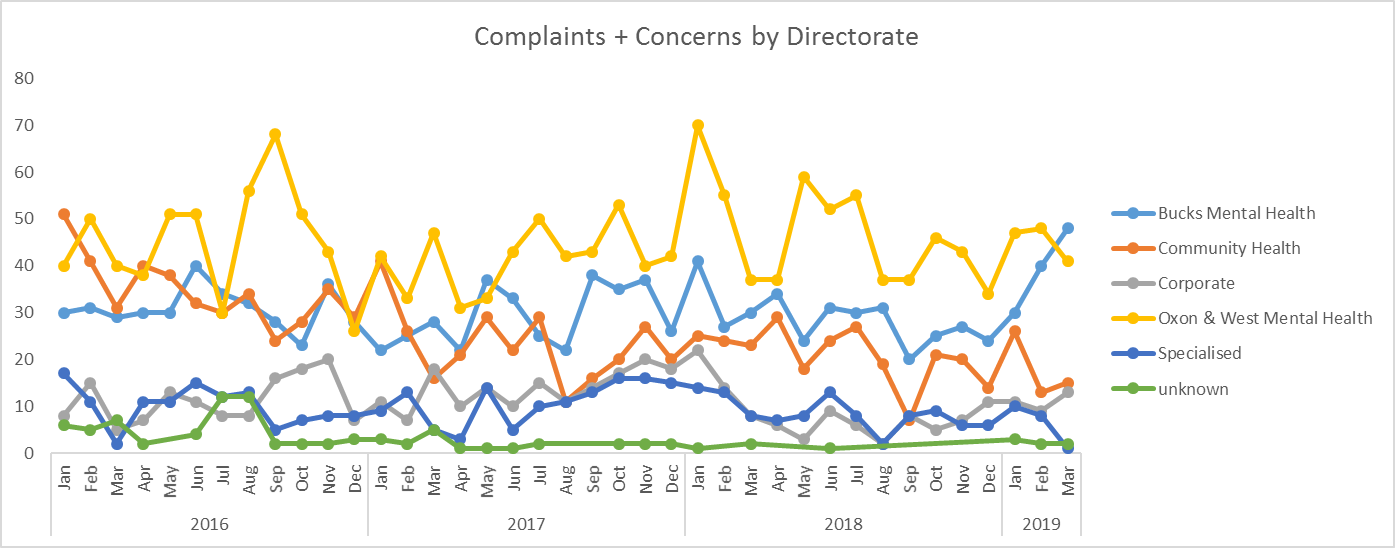 Complaints + Concerns by Directorate
80
70
60
50
40
30
20
10
0
Jan Feb Mar Apr May Jun Jul Aug Sep Oct Nov Dec Jan Feb Mar Apr May Jun Jul Aug Sep Oct Nov Dec Jan Feb Mar Apr May Jun Jul Aug Sep Oct Nov Dec Jan Feb Mar
2016 2017 2018 2019
Bucks Mental Health
Community Health
Corporate
Oxon & West Mental Health
Specialised
unknown